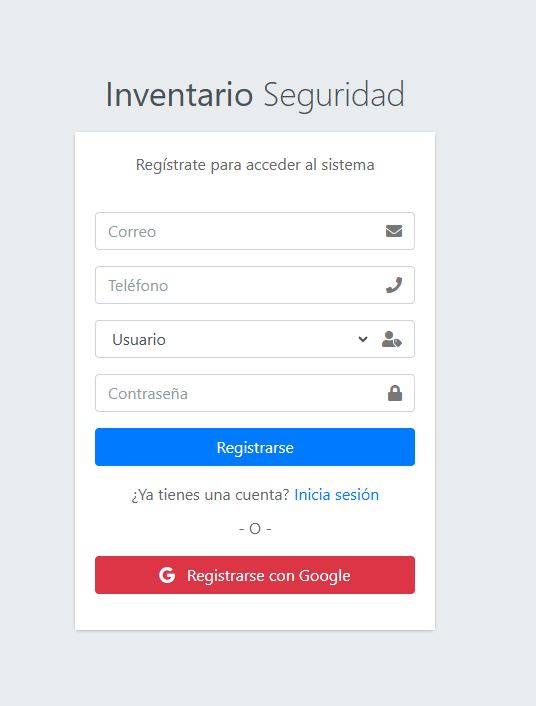 Inventario Seguridad
Regístrate para acceder al sistema
Correo
Teléfono
Usuario
Contraseña
Registrarse
¿Ya tienes una cuenta? Inicia sesión
- O -
Registrarse con Google